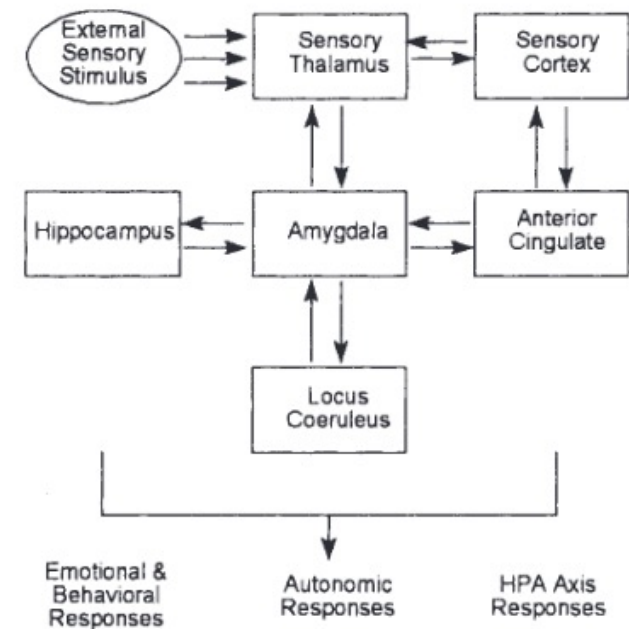 External
Sensory
Stimulus
Sensory
Thalamus
Sensory
Cortex
Hippocampus
Amygdala
Anterior
Cingulate
Locus
Coeruleus
Emotional &
Behavioral
Responses
Autonomic
Responses
HPA Axis
Responses